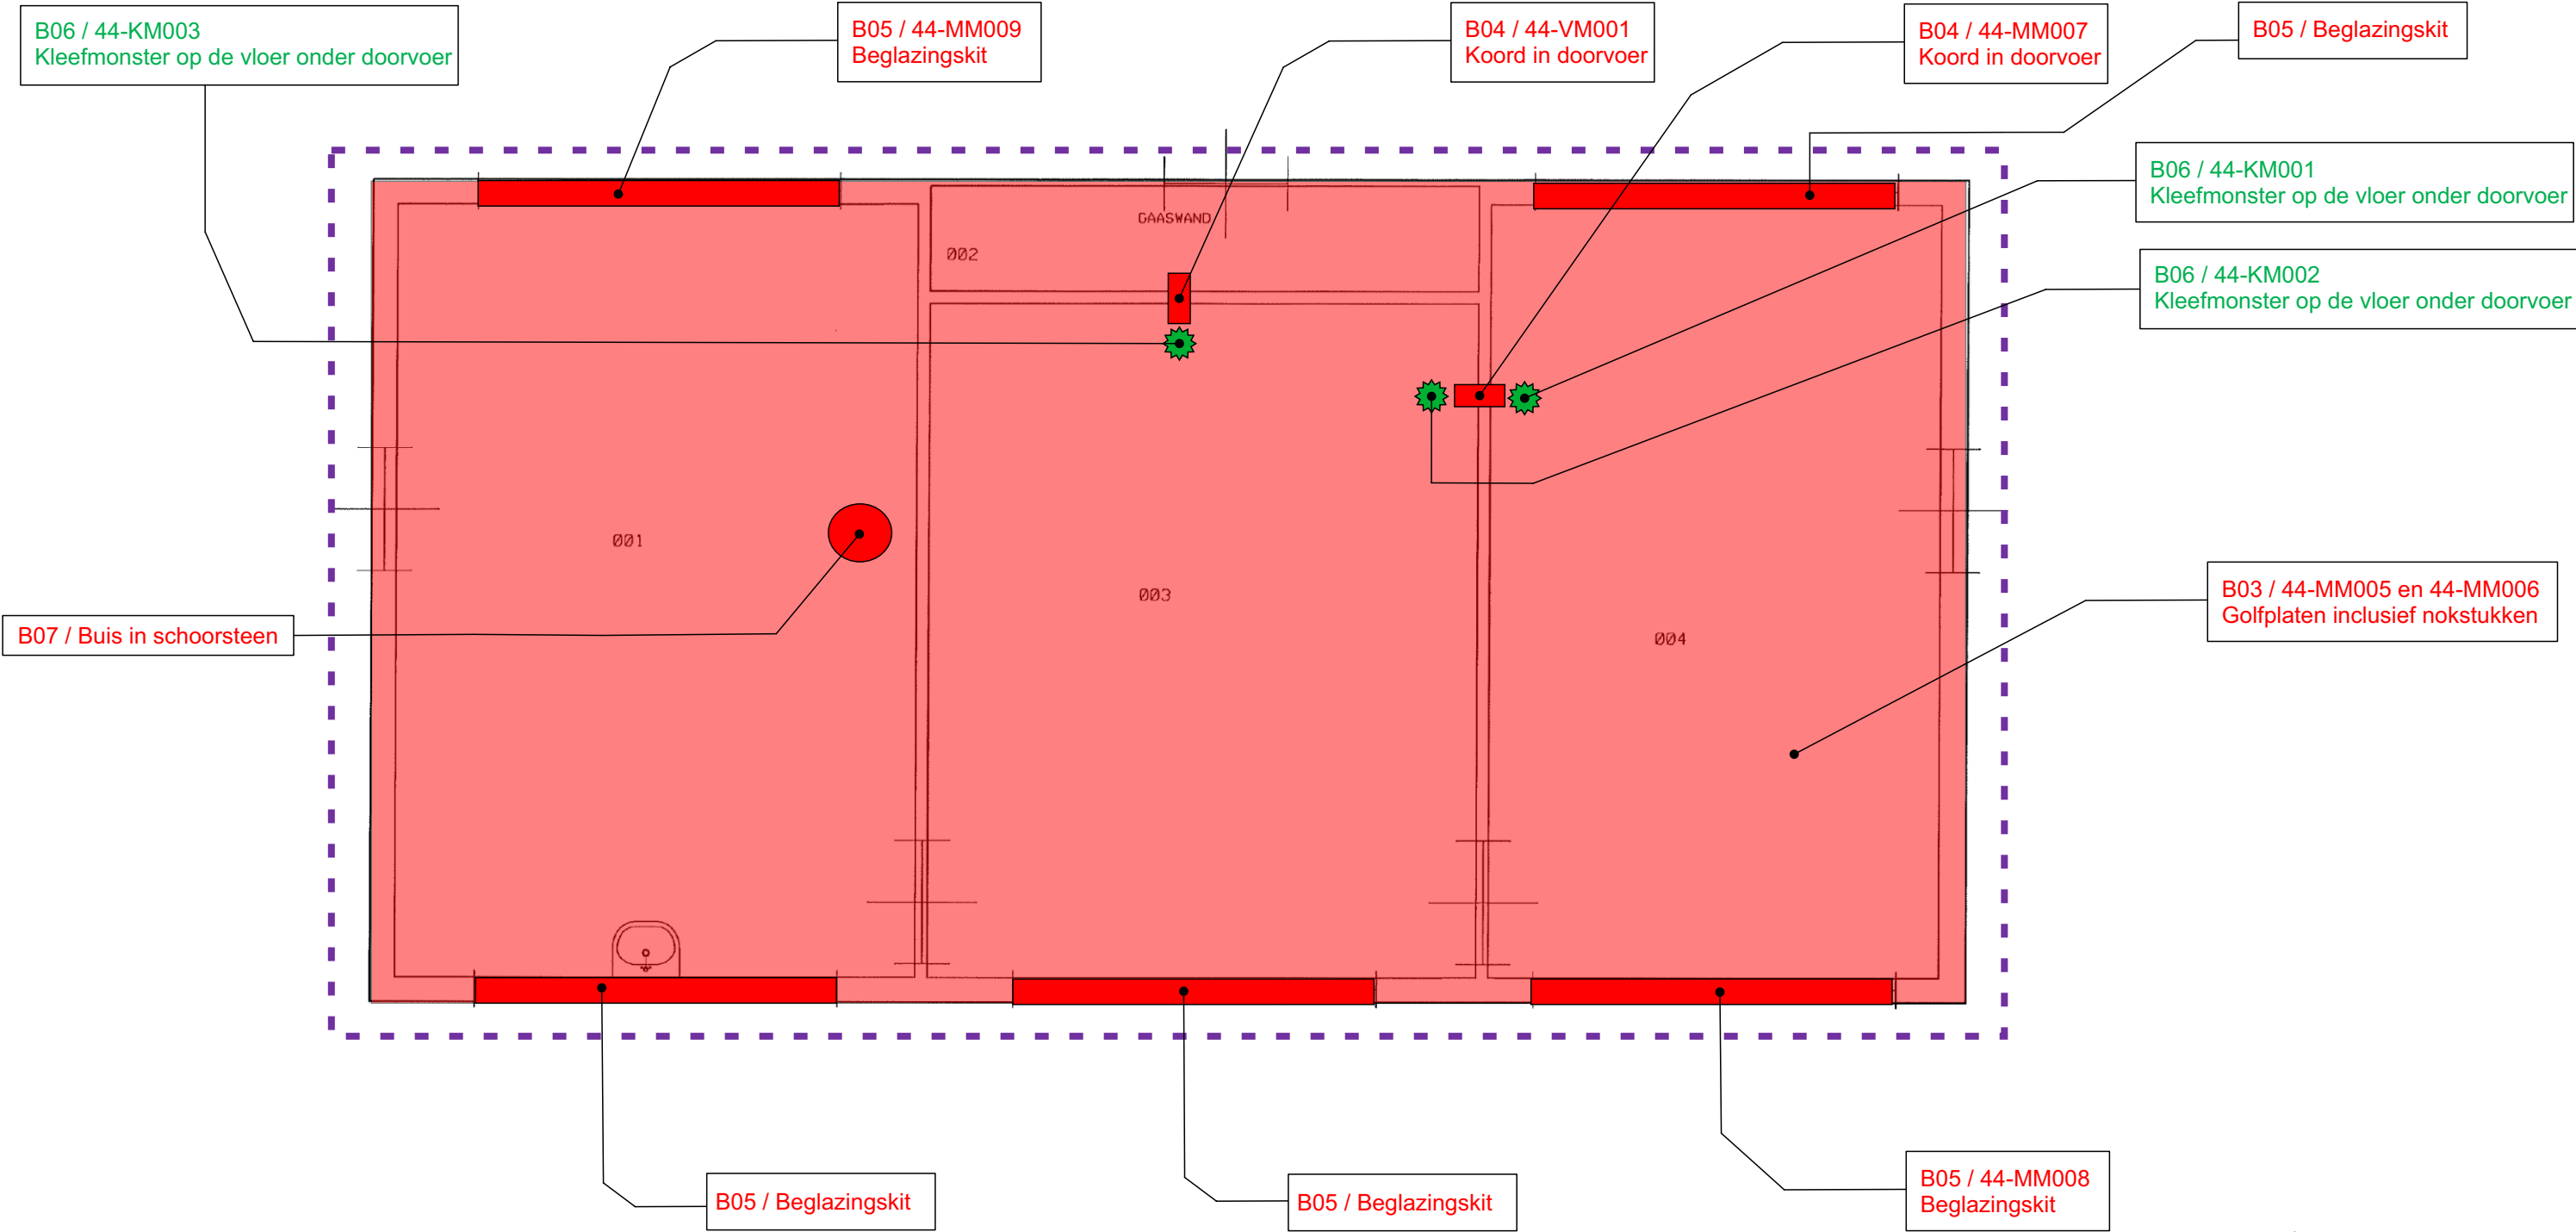 B06 / 44-KM003
Kleefmonster op de vloer onder doorvoer
B05 / 44-MM009
Beglazingskit
B04 / 44-VM001
Koord in doorvoer
B04 / 44-MM007
Koord in doorvoer
B05 / Beglazingskit
B06 / 44-KM001
Kleefmonster op de vloer onder doorvoer
B06 / 44-KM002
Kleefmonster op de vloer onder doorvoer
GAASWAND
002
001
003
004
B07 / Buis in schoorsteen
B03 / 44-MM005 en 44-MM006
Golfplaten inclusief nokstukken
B05 / Beglazingskit
B05 / Beglazingskit
B05 / 44-MM008
Beglazingskit